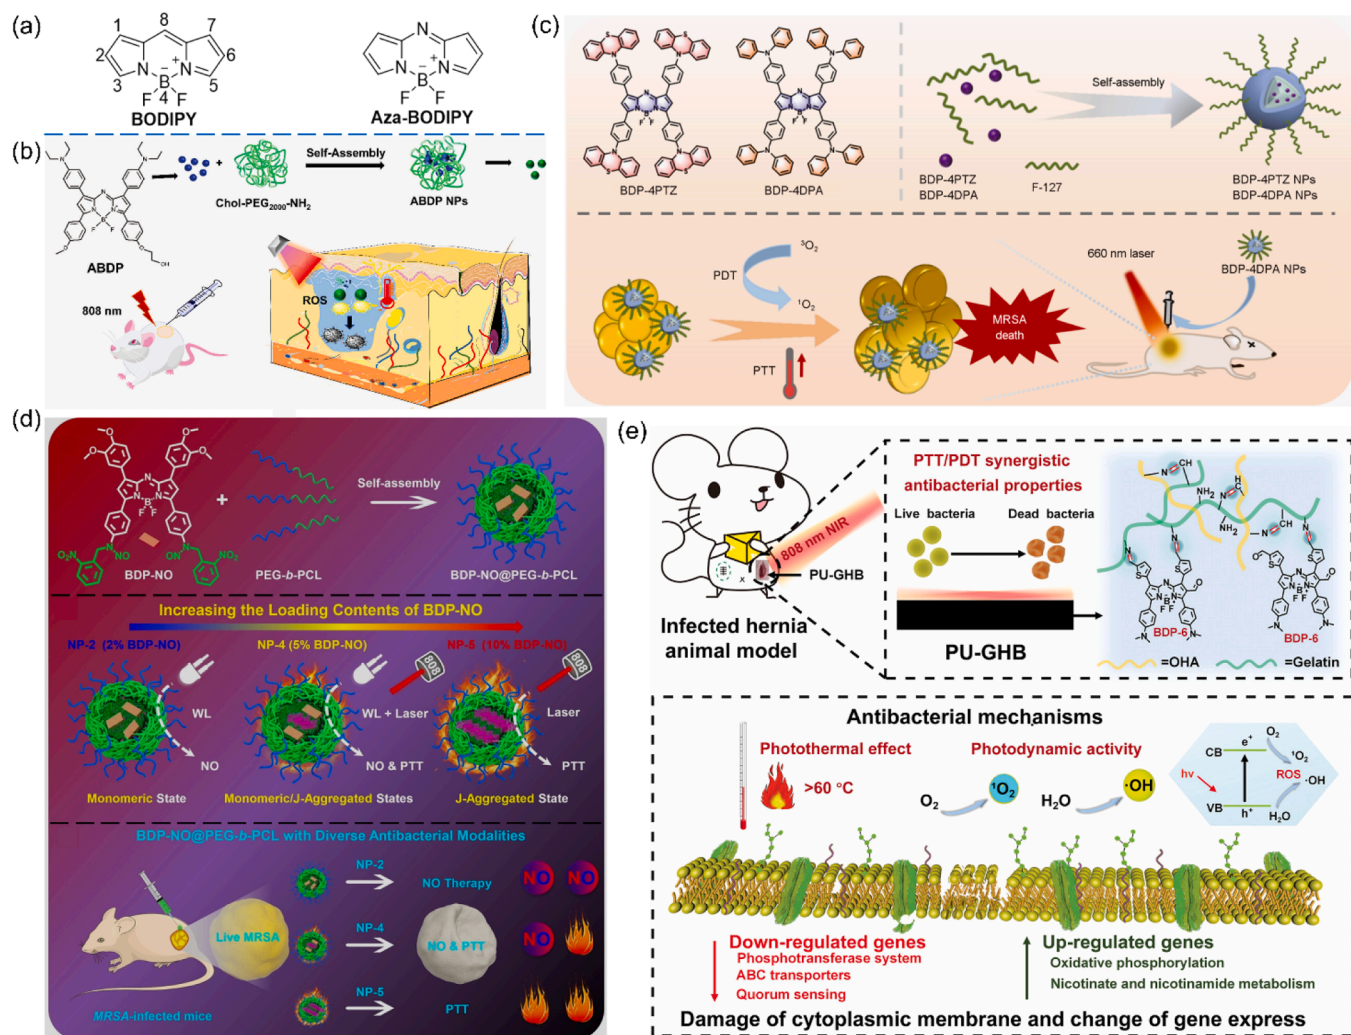 (a)
1
8
7
2
6
3
N
N
5
B
4
F
F
BODIPY
N
N
N
B
F
F
Aza-BODIPY
(b)
ABDP
+
Self-Assembly
Chol-PEG2000-NH2
ABDP NPs
808 nm
ROS
(c)
BDP-4PTZ
BDP-4DPA
BDP-4PTZ
BDP-4DPA
F-127
Self-assembly
BDP-4PTZ NPs
BDP-4DPA NPs
PDT
³O₂
¹O₂
PTT
MRSA
death
660 nm laser
BDP-4DPA NPs
(d)
BDP-NO
+
PEG-b-PCL
Self-assembly
BDP-NO@PEG-b-PCL
Increasing the Loading Contents of BDP-NO
NP-2 (2% BDP-NO)
NP-4 (5% BDP-NO)
NP-5 (10% BDP-NO)
WL
NO
808
WL + Laser
NO & PTT
808
Laser
PTT
Monomeric State
Monomeric/J-Aggregated States
J-Aggregated State
BDP-NO@PEG-b-PCL with Diverse Antibacterial Modalities
NP-2
NO Therapy
NO
NO
Live MRSA
NP-4
NO & PTT
NO
NP-5
PTT
MRSA-infected mice
(e)
808 nm NIR
PU-GHB
Infected hernia
animal model
PTT/PDT synergistic
antibacterial properties
Live bacteria
Dead bacteria
PU-GHB
BDP-6
BDP-6
=OHA
=Gelatin
Antibacterial mechanisms
Photothermal effect
>60 °C
Photodynamic activity
O₂
¹O₂
H₂O
·OH
CB
e⁺
O₂
¹O₂
hv
ROS
·OH
VB
h⁺
H₂O
Down-regulated genes
Phosphotransferase system
ABC transporters
Quorum sensing
Up-regulated genes
Oxidative phosphorylation
Nicotinate and nicotinamide metabolism
Damage of cytoplasmic membrane and change of gene express